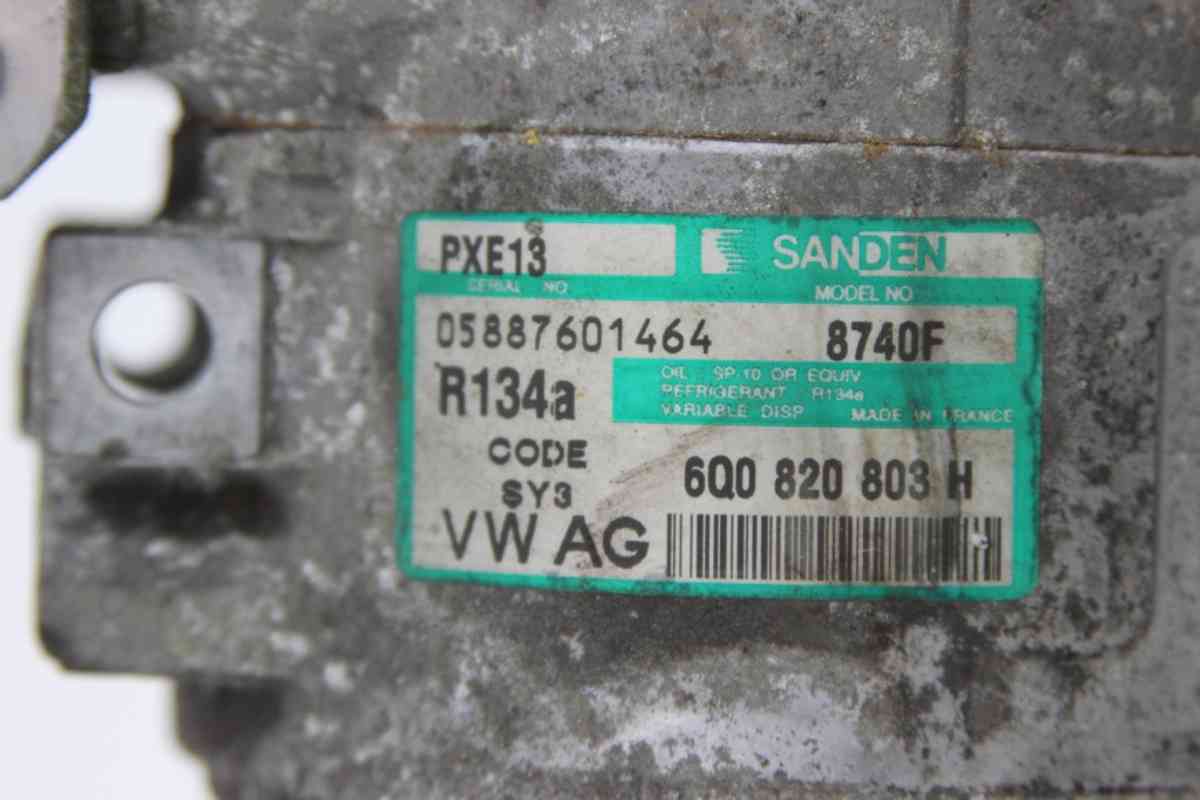 PXE13 SANDEN
SERIAL NO MODEL NO
05887601464 8740F
R134a
OIL SP.10 OR EQUIV
REFRIGERANT R134a
VARIABLE DISP MADE IN FRANCE
CODE
SY3
6Q0 820 803 H
VW AG